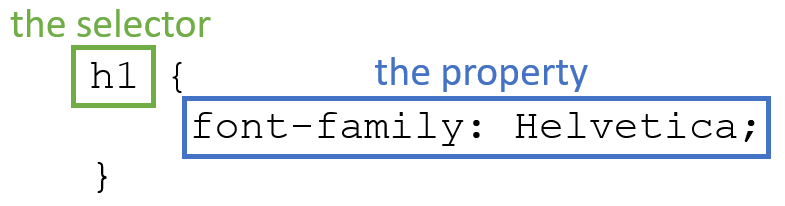 the selector
h1 {
the property
font-family: Helvetica;
}